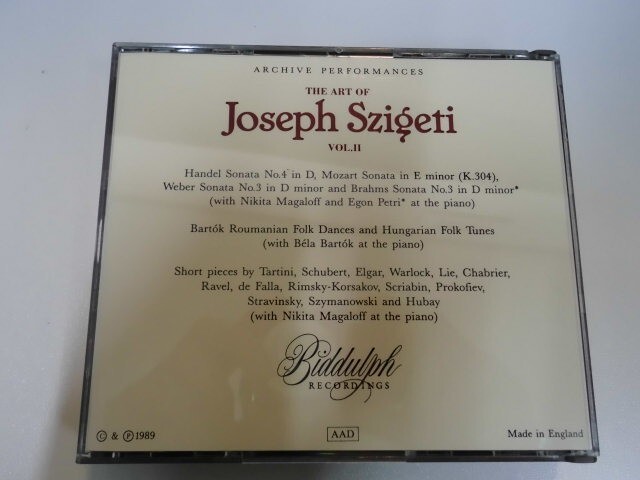 ARCHIVE PERFORMANCES
THE ART OF
Joseph Szigeti
VOL.II
Handel Sonata No.4 in D, Mozart Sonata in E minor (K.304),
Weber Sonata No.3 in D minor and Brahms Sonata No.3 in D minor*
(with Nikita Magaloff and Egon Petri* at the piano)
Bartók Roumanian Folk Dances and Hungarian Folk Tunes
(with Béla Bartók at the piano)
Short pieces by Tartini, Schubert, Elgar, Warlock, Lie, Chabrier,
Ravel, de Falla, Rimsky-Korsakov, Scriabin, Prokofiev,
Stravinsky, Szymanowski and Hubay
(with Nikita Magaloff at the piano)
Biddulph
RECORDINGS
© & ℗ 1989
AAD
Made in England